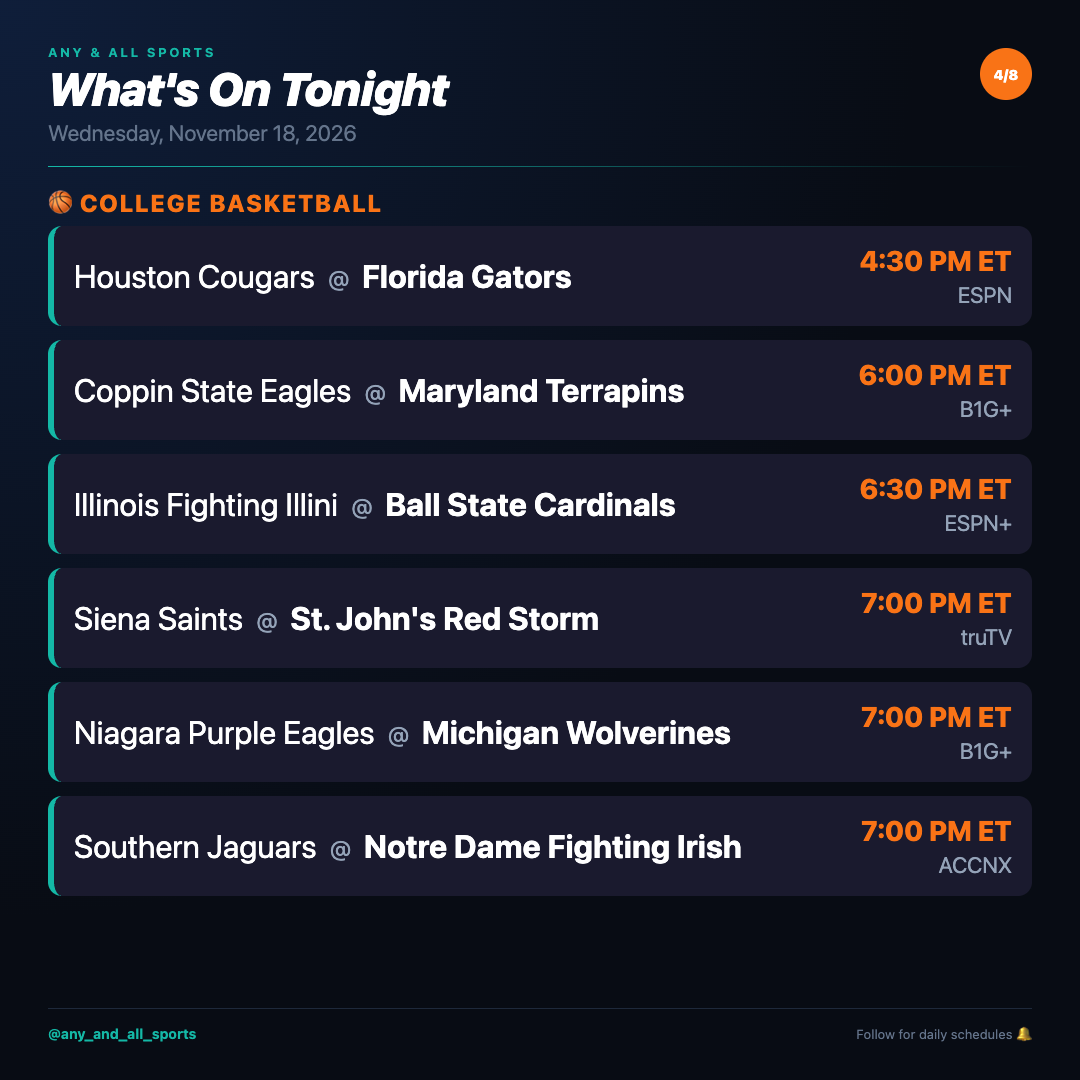 ANY & ALL SPORTS
What's On Tonight
4/8
Wednesday, November 18, 2026
🏀 COLLEGE BASKETBALL
Houston Cougars @ Florida Gators
4:30 PM ET
ESPN
Coppin State Eagles @ Maryland Terrapins
6:00 PM ET
B1G+
Illinois Fighting Illini @ Ball State Cardinals
6:30 PM ET
ESPN+
Siena Saints @ St. John's Red Storm
7:00 PM ET
truTV
Niagara Purple Eagles @ Michigan Wolverines
7:00 PM ET
B1G+
Southern Jaguars @ Notre Dame Fighting Irish
7:00 PM ET
ACCNX
@any_and_all_sports
Follow for daily schedules 🔔